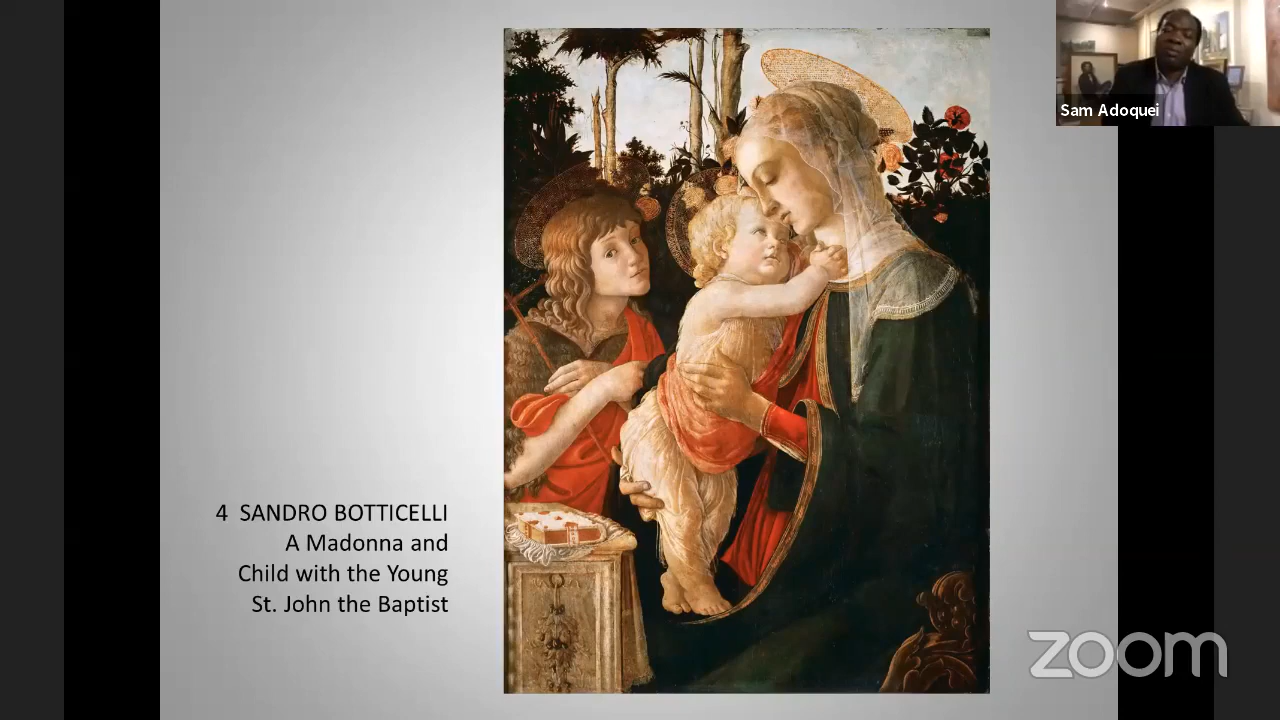 Sam Adoquei
4 SANDRO BOTTICELLI
A Madonna and
Child with the Young
St. John the Baptist
zoom